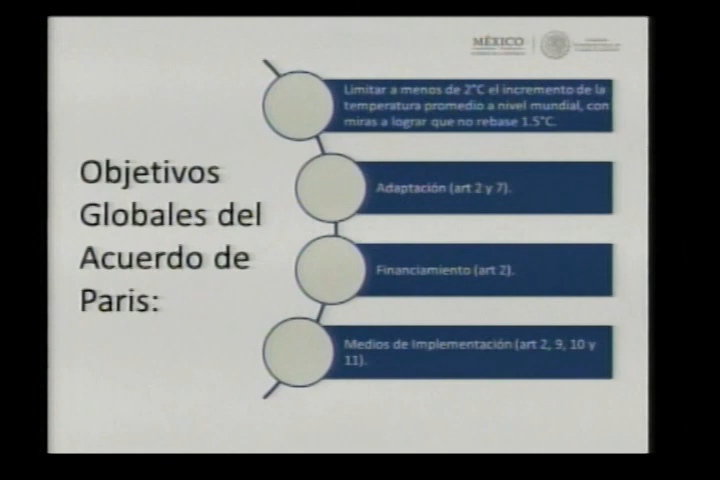 MÉXICO
Objetivos
Globales del
Acuerdo de
Paris:
Limitar a menos de 2°C el incremento de la
temperatura promedio a nivel mundial, con
miras a lograr que no rebase 1.5°C.
Adaptación (art 2 y 7).
Financiamiento (art 2).
Medios de Implementación (art 2, 9, 10 y
11).